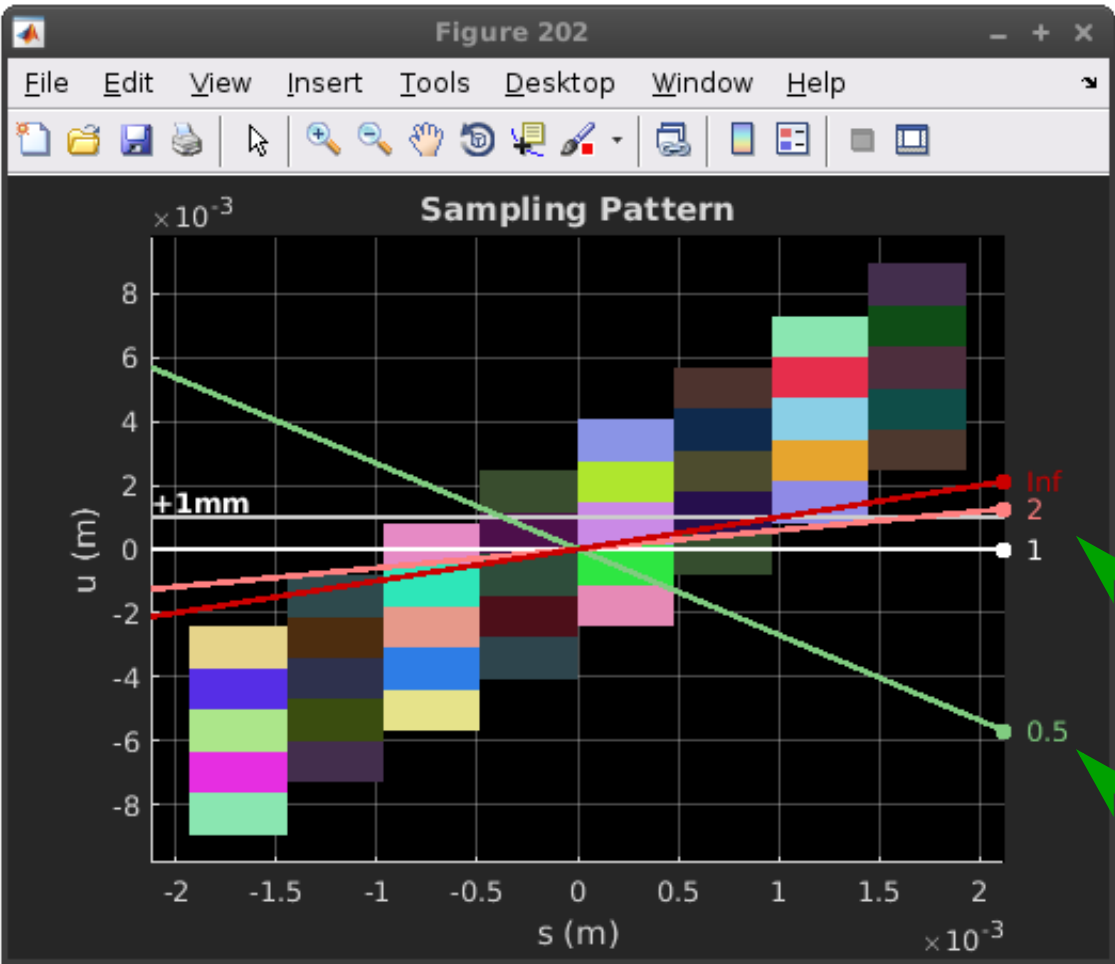 Figure 202
File Edit View Insert Tools Desktop Window Help
×10-3 Sampling Pattern
8
6
4
2
0
-2
-4
-6
-8
u (m)
+1mm
Inf
2
1
0.5
-2 -1.5 -1 -0.5 0 0.5 1 1.5 2
s (m) ×10-3